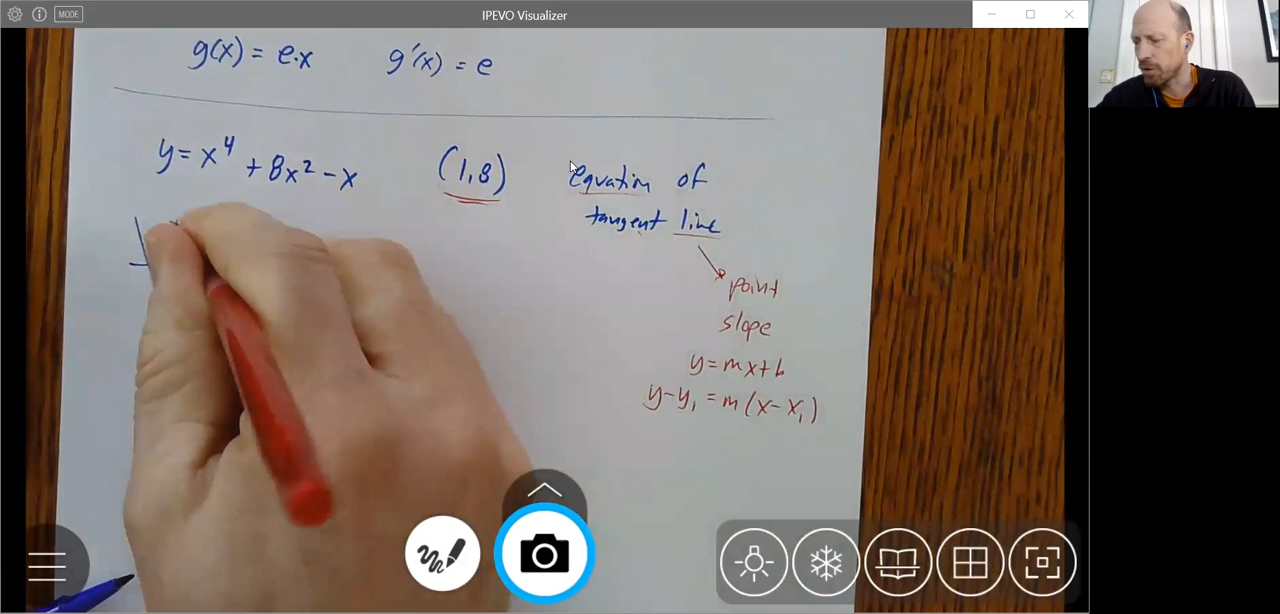 MODE
IPEVO Visualizer
g(x) = e·x g'(x) = e
y = x⁴ + 8x² - x (1,8) equation of
tangent line
point
slope
y = mx + b
y - y₁ = m(x - x₁)